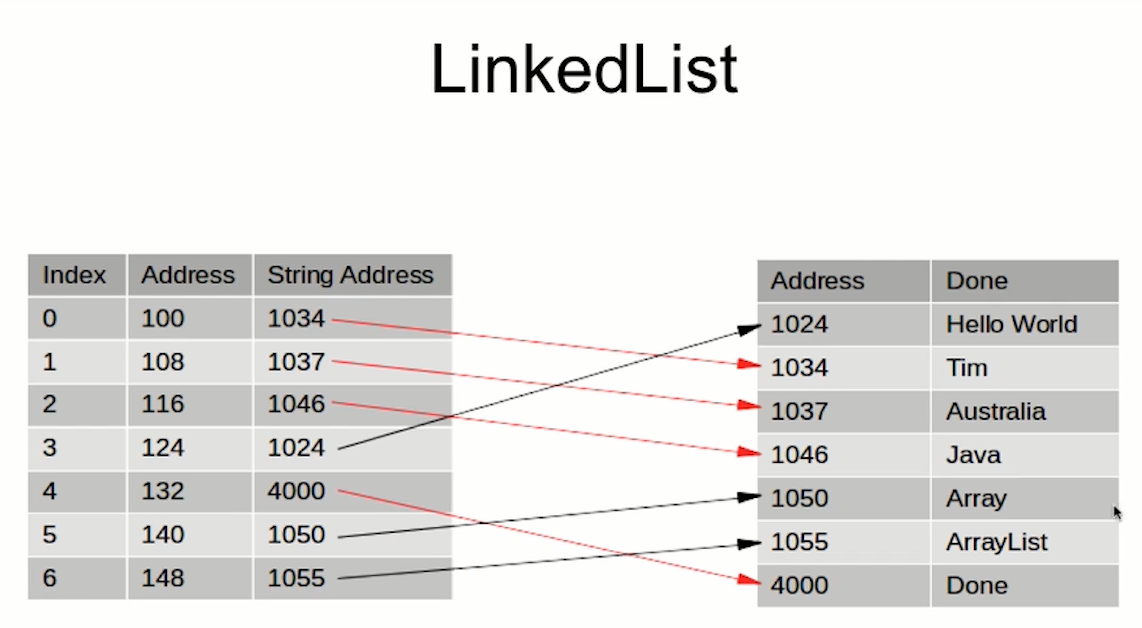 LinkedList
Index Address String Address
0 100 1034
1 108 1037
2 116 1046
3 124 1024
4 132 4000
5 140 1050
6 148 1055
Address Done
1024 Hello World
1034 Tim
1037 Australia
1046 Java
1050 Array
1055 ArrayList
4000 Done